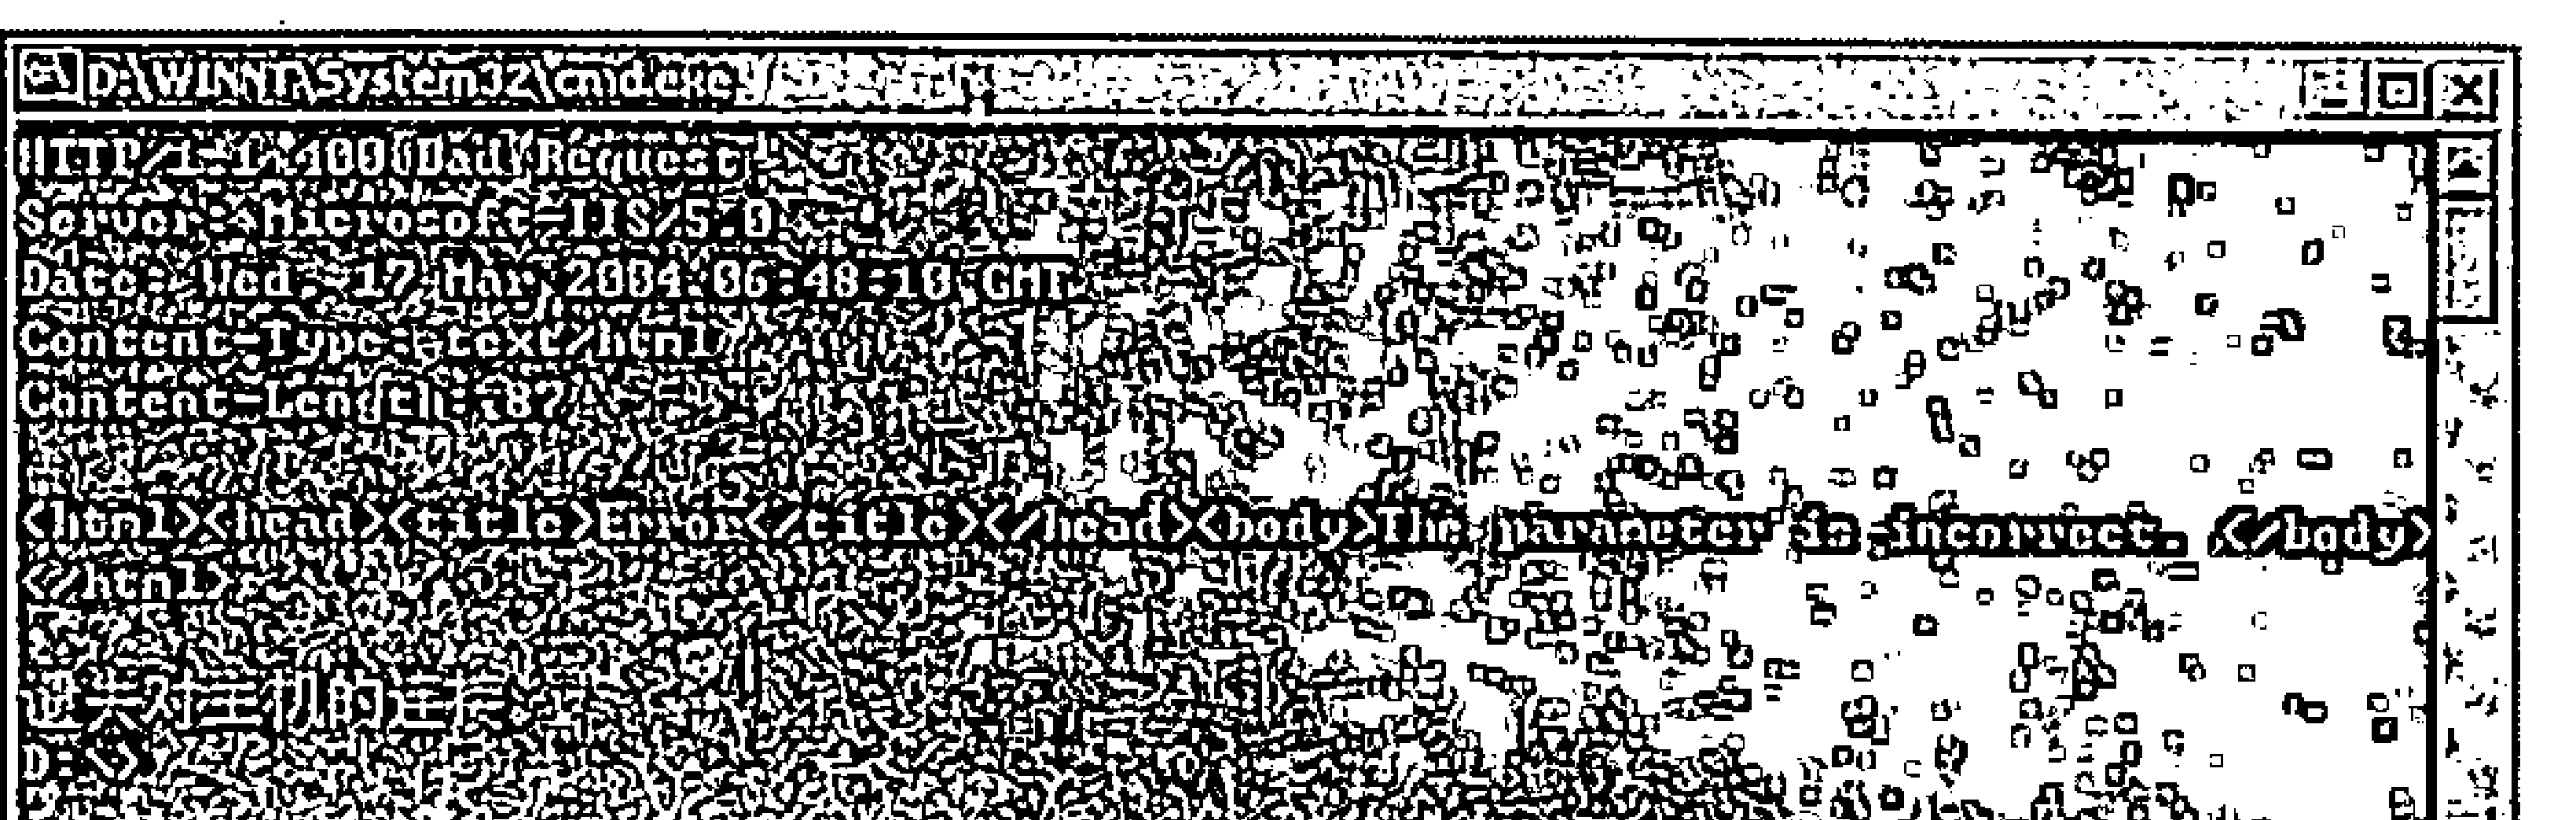 D:\WINNT\System32\cmd.exe
HTTP/1.1 400 Bad Request
Server: Microsoft-IIS/5.0
Date: Wed, 17 Mar 2004 06:48:10 GMT
Content-Type: text/html
Content-Length: 87
<html><head><title>Error</title></head><body>The parameter is incorrect. </body>
</html>
遗失对主机的连接。
D:\>